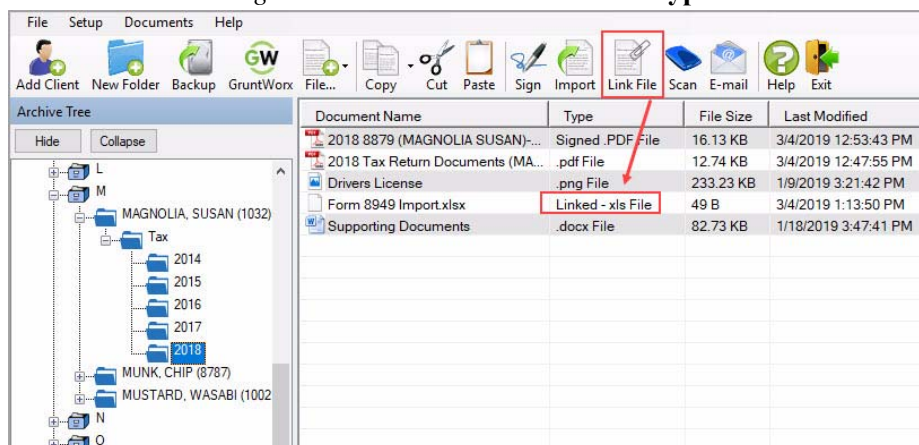 File Setup Documents Help
Add Client New Folder Backup GruntWorx File... Copy Cut Paste Sign Import Link File Scan E-mail Help Exit
Archive Tree
Hide Collapse
L
M
MAGNOLIA, SUSAN (1032)
Tax
2014
2015
2016
2017
2018
MUNK, CHIP (8787)
MUSTARD, WASABI (1002
N
O
Document Name Type File Size Last Modified
2018 8879 (MAGNOLIA SUSAN)-... Signed .PDF File 16.13 KB 3/4/2019 12:53:43 PM
2018 Tax Return Documents (MA... .pdf File 12.74 KB 3/4/2019 12:47:55 PM
Drivers License .png File 233.23 KB 1/9/2019 3:21:42 PM
Form 8949 Import.xlsx Linked - xls File 49 B 3/4/2019 1:13:50 PM
Supporting Documents .docx File 82.73 KB 1/18/2019 3:47:41 PM